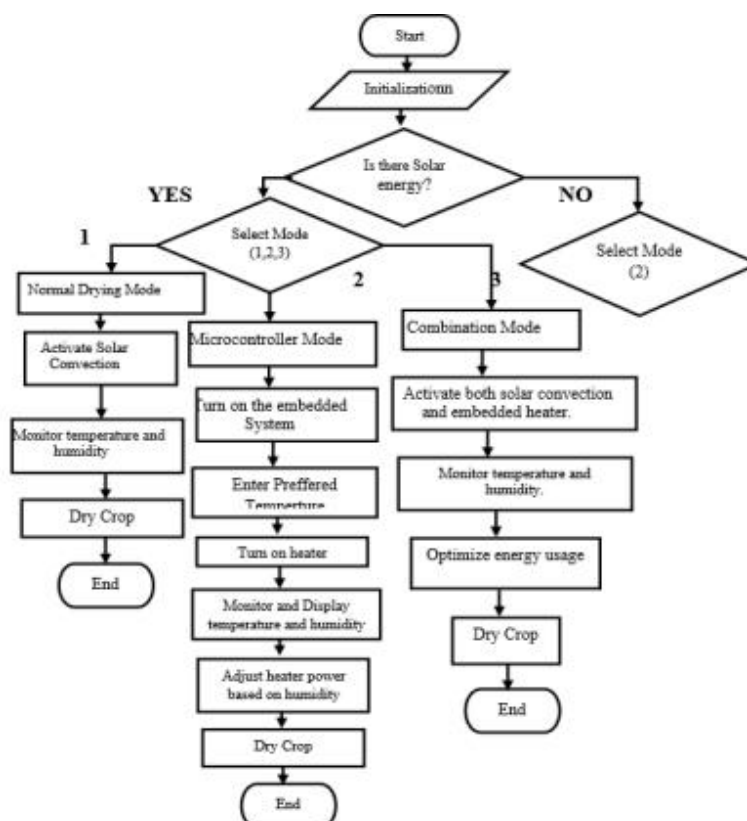 Start
Initializationn
Is there Solar
energy?
YES
NO
Select Mode
(1,2,3)
Select Mode
(2)
1
2
3
Normal Drying Mode
Activate Solar
Convection
Monitor temperature and
humidity
Dry Crop
End
Microcontroller Mode
Turn on the embedded
System
Enter Preffered
Temperture
Turn on heater
Monitor and Display
temperature and humidity
Adjust heater power
based on humidity
Dry Crop
End
Combination Mode
Activate both solar convection
and embedded heater.
Monitor temperature and
humidity.
Optimize energy usage
Dry Crop
End